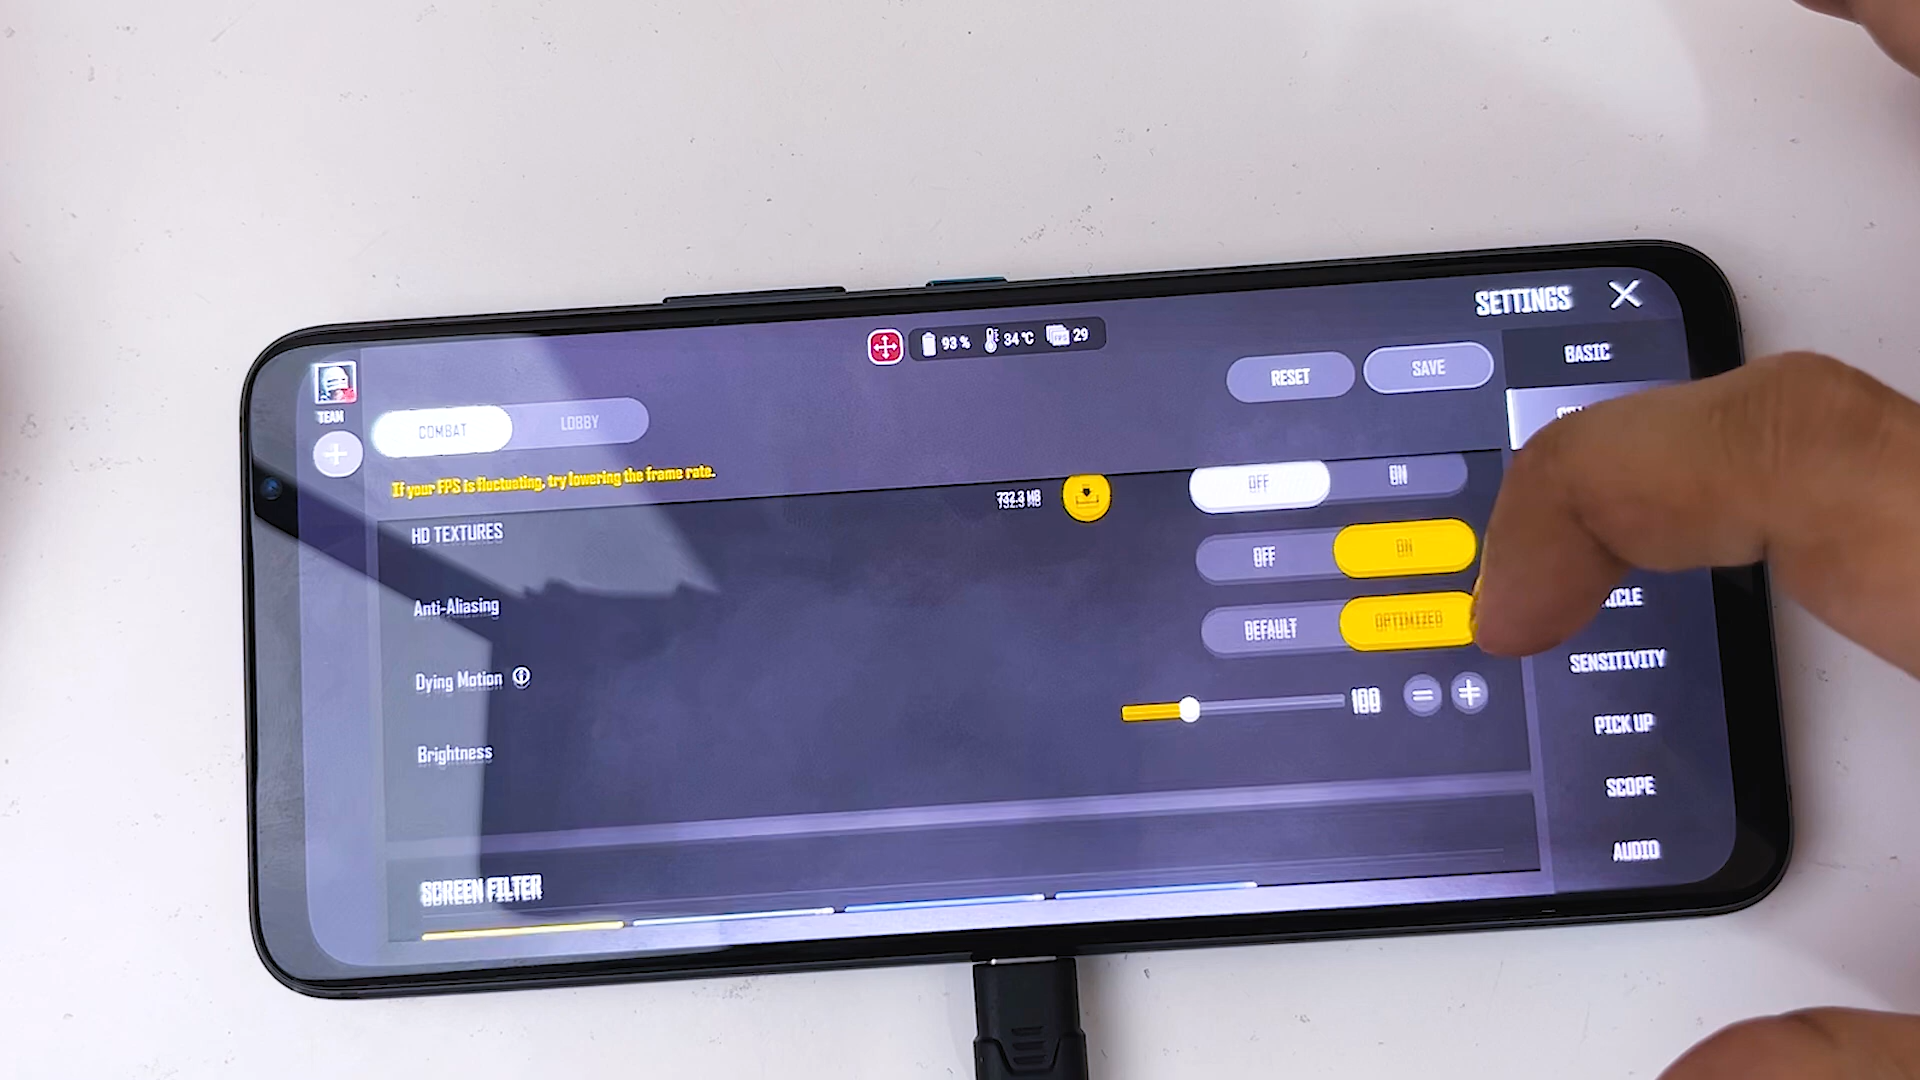 SETTINGS
93 %
34 °C
29
BASIC
RESET
SAVE
TEAM
COMBAT
LOBBY
If your FPS is fluctuating, try lowering the frame rate.
HD TEXTURES
732.3 MB
OFF
ON
Anti-Aliasing
OFF
ON
Dying Motion
DEFAULT
OPTIMIZED
Brightness
100
SENSITIVITY
PICK UP
SCOPE
AUDIO
SCREEN FILTER